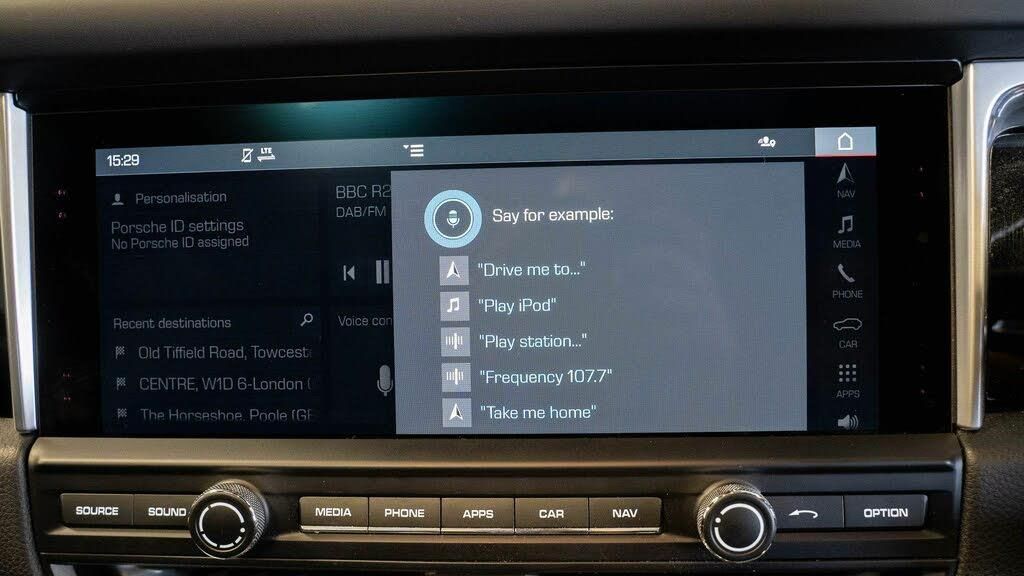 15:29
LTE
Personalisation
Porsche ID settings
No Porsche ID assigned
BBC R2
DAB/FM
Recent destinations
Old Tiffield Road, Towceste
CENTRE, W1D 6-London (
The Horseshoe, Poole (GB
Voice con
Say for example:
"Drive me to..."
"Play iPod"
"Play station..."
"Frequency 107.7"
"Take me home"
NAV
MEDIA
PHONE
CAR
APPS
SOURCE
SOUND
MEDIA
PHONE
APPS
CAR
NAV
OPTION